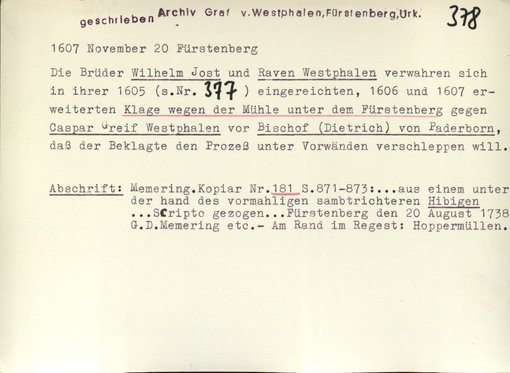 geschrieben Archiv Graf v.Westphalen,Fürstenberg,Urk. 378
1607 November 20 Fürstenberg
Die Brüder Wilhelm Jost und Raven Westphalen verwahren sich
in ihrer 1605 (s.Nr. 377 ) eingereichten, 1606 und 1607 er-
weiterten Klage wegen der Mühle unter dem Fürstenberg gegen
Caspar Greif Westphalen vor Bischof (Dietrich) von Paderborn,
daß der Beklagte den Prozeß unter Vorwänden verschleppen will.
Abschrift: Memering.Kopiar Nr.181 S.871-873:...aus einem unter
der hand des vormahligen sambtrichteren Hibigen
...Scripto gezogen...Fürstenberg den 20 August 1738
G.D.Memering etc.- Am Rand im Regest: Hoppermüllen.